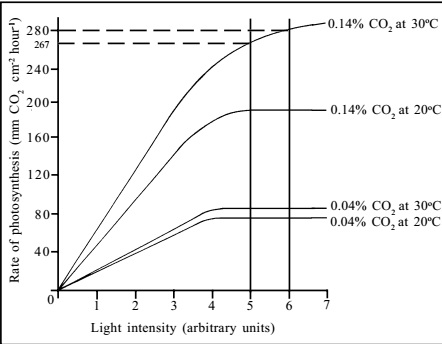 Rate of photosynthesis (mm CO₂ cm⁻² hour⁻¹)
280
267
240
200
160
120
80
40
0
1 2 3 4 5 6 7
Light intensity (arbitrary units)
0.14% CO₂ at 30ºC
0.14% CO₂ at 20ºC
0.04% CO₂ at 30ºC
0.04% CO₂ at 20ºC